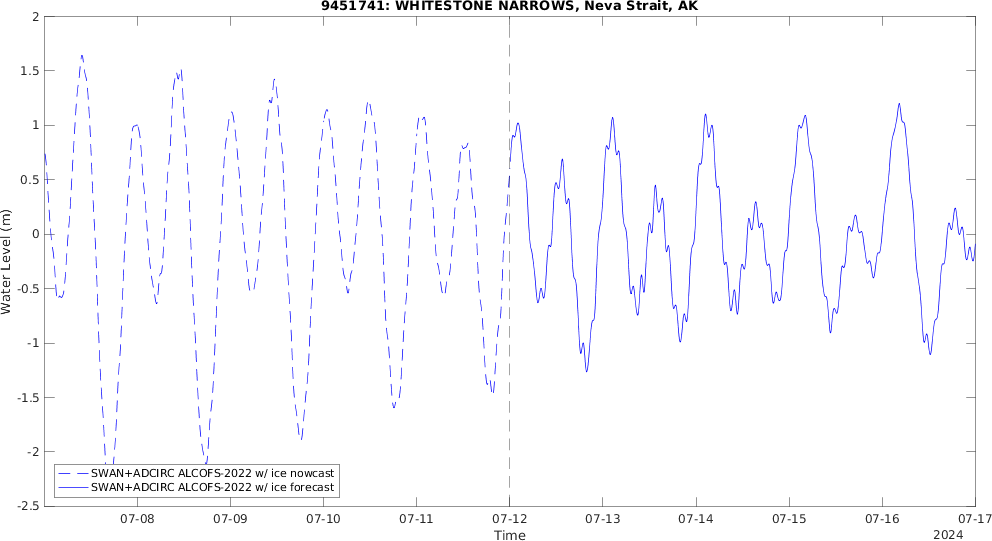 9451741: WHITESTONE NARROWS, Neva Strait, AK
2
1.5
1
0.5
0
-0.5
-1
-1.5
-2
-2.5
Water Level (m)
SWAN+ADCIRC ALCOFS-2022 w/ ice nowcast
SWAN+ADCIRC ALCOFS-2022 w/ ice forecast
07-08 07-09 07-10 07-11 07-12 07-13 07-14 07-15 07-16 07-17
Time
2024